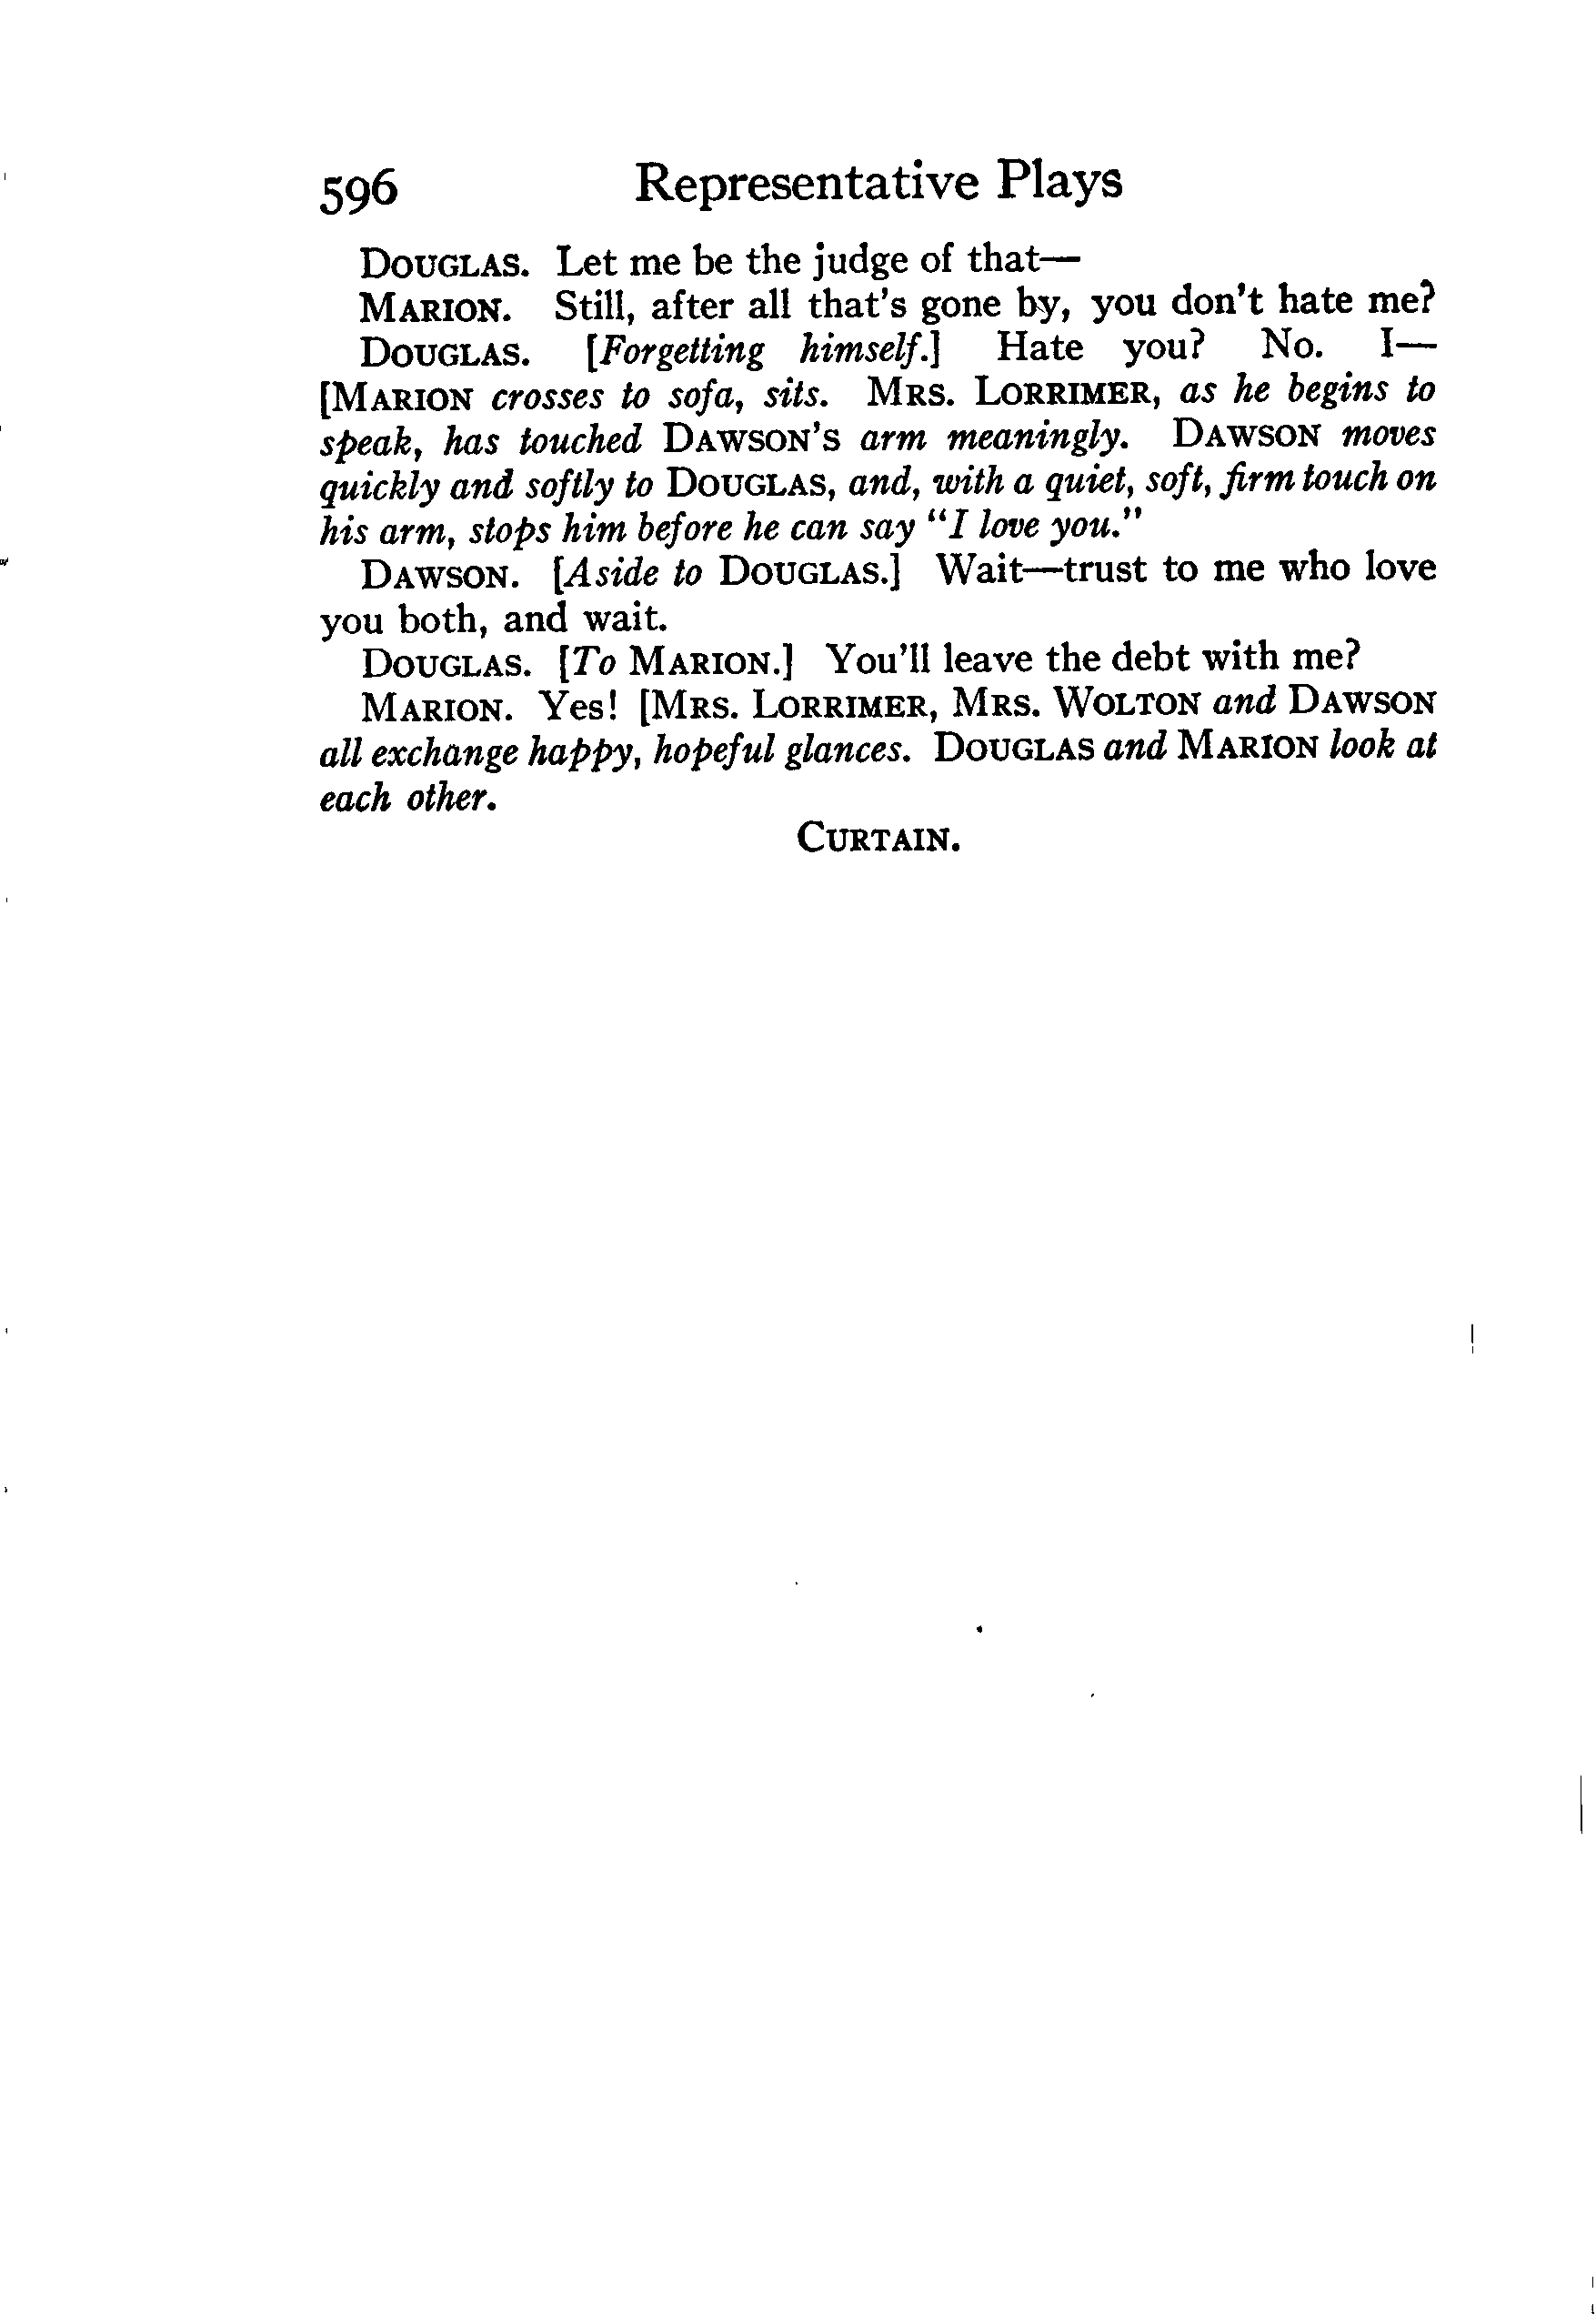 596 Representative Plays
DOUGLAS. Let me be the judge of that—
MARION. Still, after all that's gone by, you don't hate me?
DOUGLAS. [Forgetting himself.] Hate you? No. I—
[MARION crosses to sofa, sits. MRS. LORRIMER, as he begins to
speak, has touched DAWSON'S arm meaningly. DAWSON moves
quickly and softly to DOUGLAS, and, with a quiet, soft, firm touch on
his arm, stops him before he can say "I love you."
DAWSON. [Aside to DOUGLAS.] Wait—trust to me who love
you both, and wait.
DOUGLAS. [To MARION.] You'll leave the debt with me?
MARION. Yes! [MRS. LORRIMER, MRS. WOLTON and DAWSON
all exchange happy, hopeful glances. DOUGLAS and MARION look at
each other.
CURTAIN.